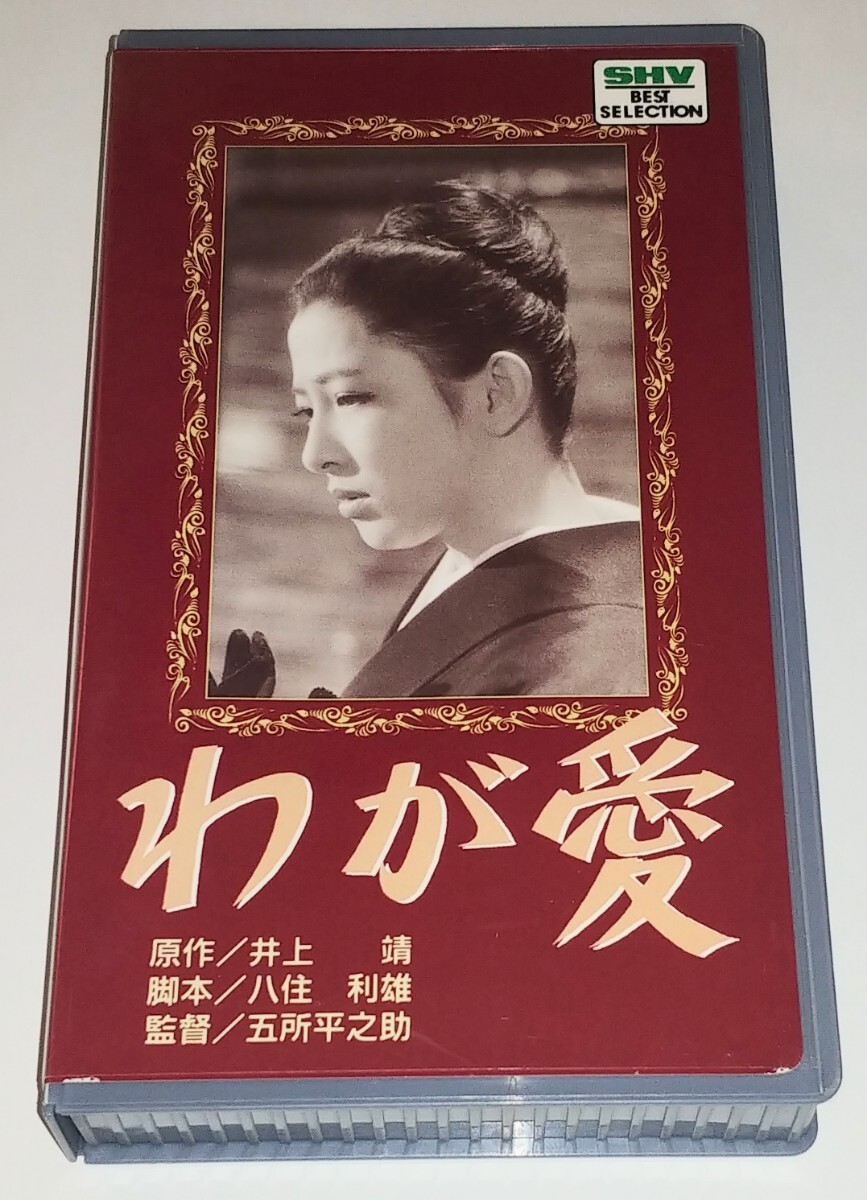 SHV
BEST
SELECTION
わが愛
原作／井上 靖
脚本／八住 利雄
監督／五所平之助